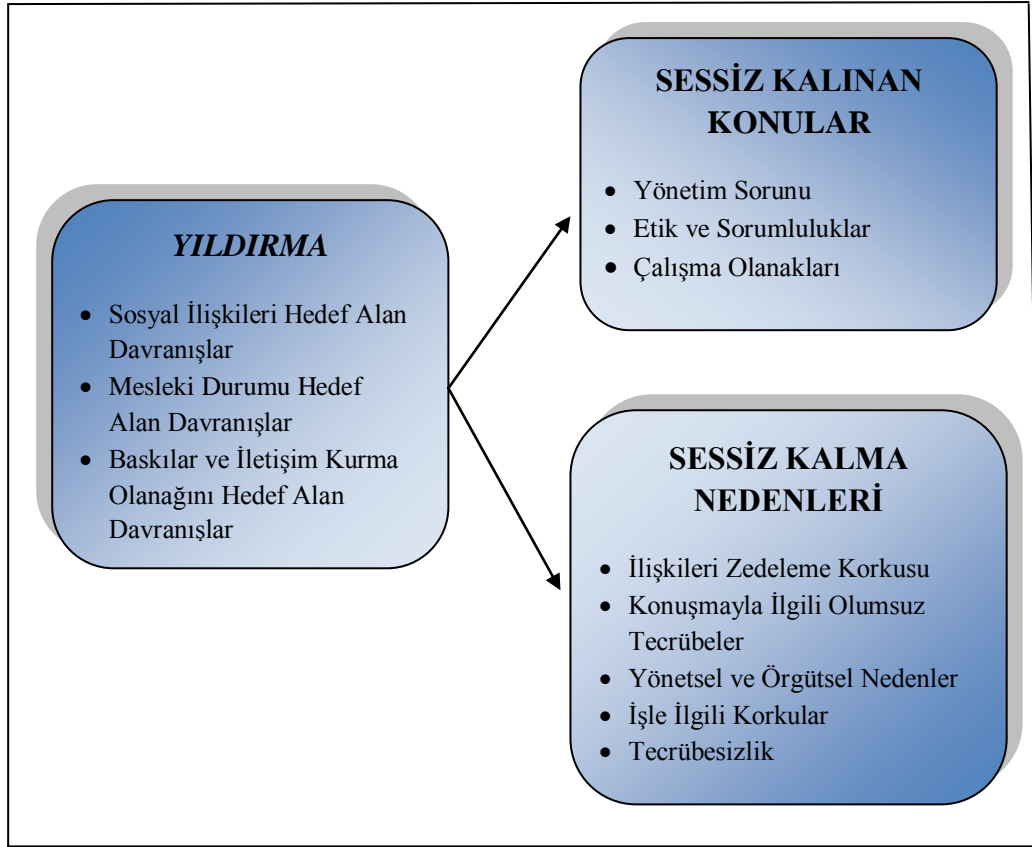 YILDIRMA
• Sosyal İlişkileri Hedef Alan
Davranışlar
• Mesleki Durumu Hedef
Alan Davranışlar
• Baskılar ve İletişim Kurma
Olanağını Hedef Alan
Davranışlar
SESSİZ KALINAN
KONULAR
• Yönetim Sorunu
• Etik ve Sorumluluklar
• Çalışma Olanakları
SESSİZ KALMA
NEDENLERİ
• İlişkileri Zedeleme Korkusu
• Konuşmayla İlgili Olumsuz
Tecrübeler
• Yönetsel ve Örgütsel Nedenler
• İşle İlgili Korkular
• Tecrübesizlik